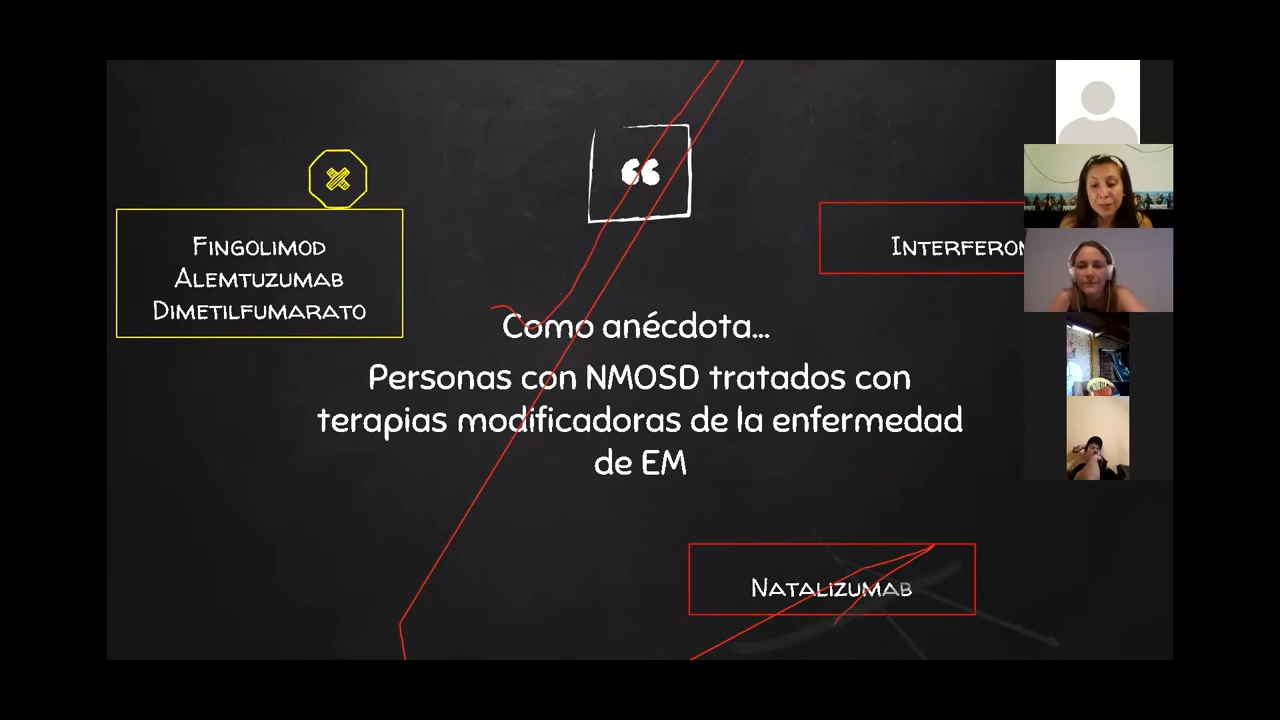 “
FINGOLIMOD
ALEMTUZUMAB
DIMETILFUMARATO
INTERFERON
Como anécdota...
Personas con NMOSD tratados con
terapias modificadoras de la enfermedad
de EM
NATALIZUMAB